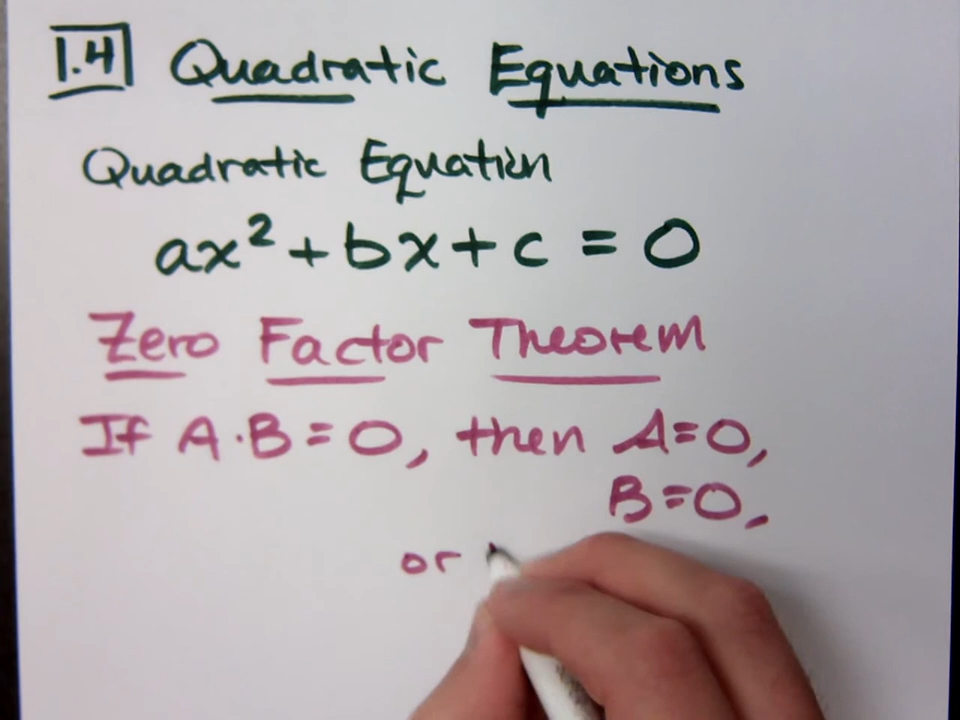 1.4 Quadratic Equations
Quadratic Equation
ax² + bx + c = 0
Zero Factor Theorem
If A·B = 0, then A=0,
B=0,
or